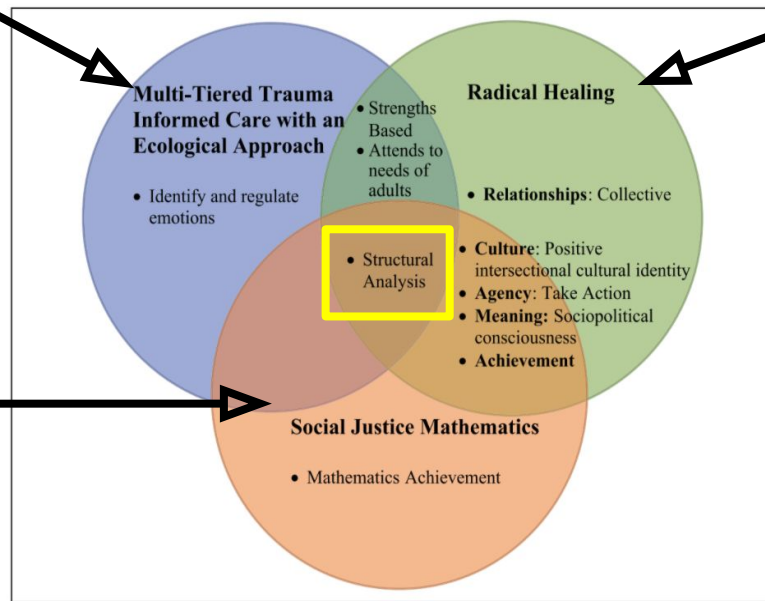 Multi-Tiered Trauma
Informed Care with an
Ecological Approach
• Identify and regulate
emotions
• Strengths
Based
• Attends to
needs of
adults
Radical Healing
• Relationships: Collective
• Culture: Positive
intersectional cultural identity
• Agency: Take Action
• Meaning: Sociopolitical
consciousness
• Achievement
• Structural
Analysis
Social Justice Mathematics
• Mathematics Achievement